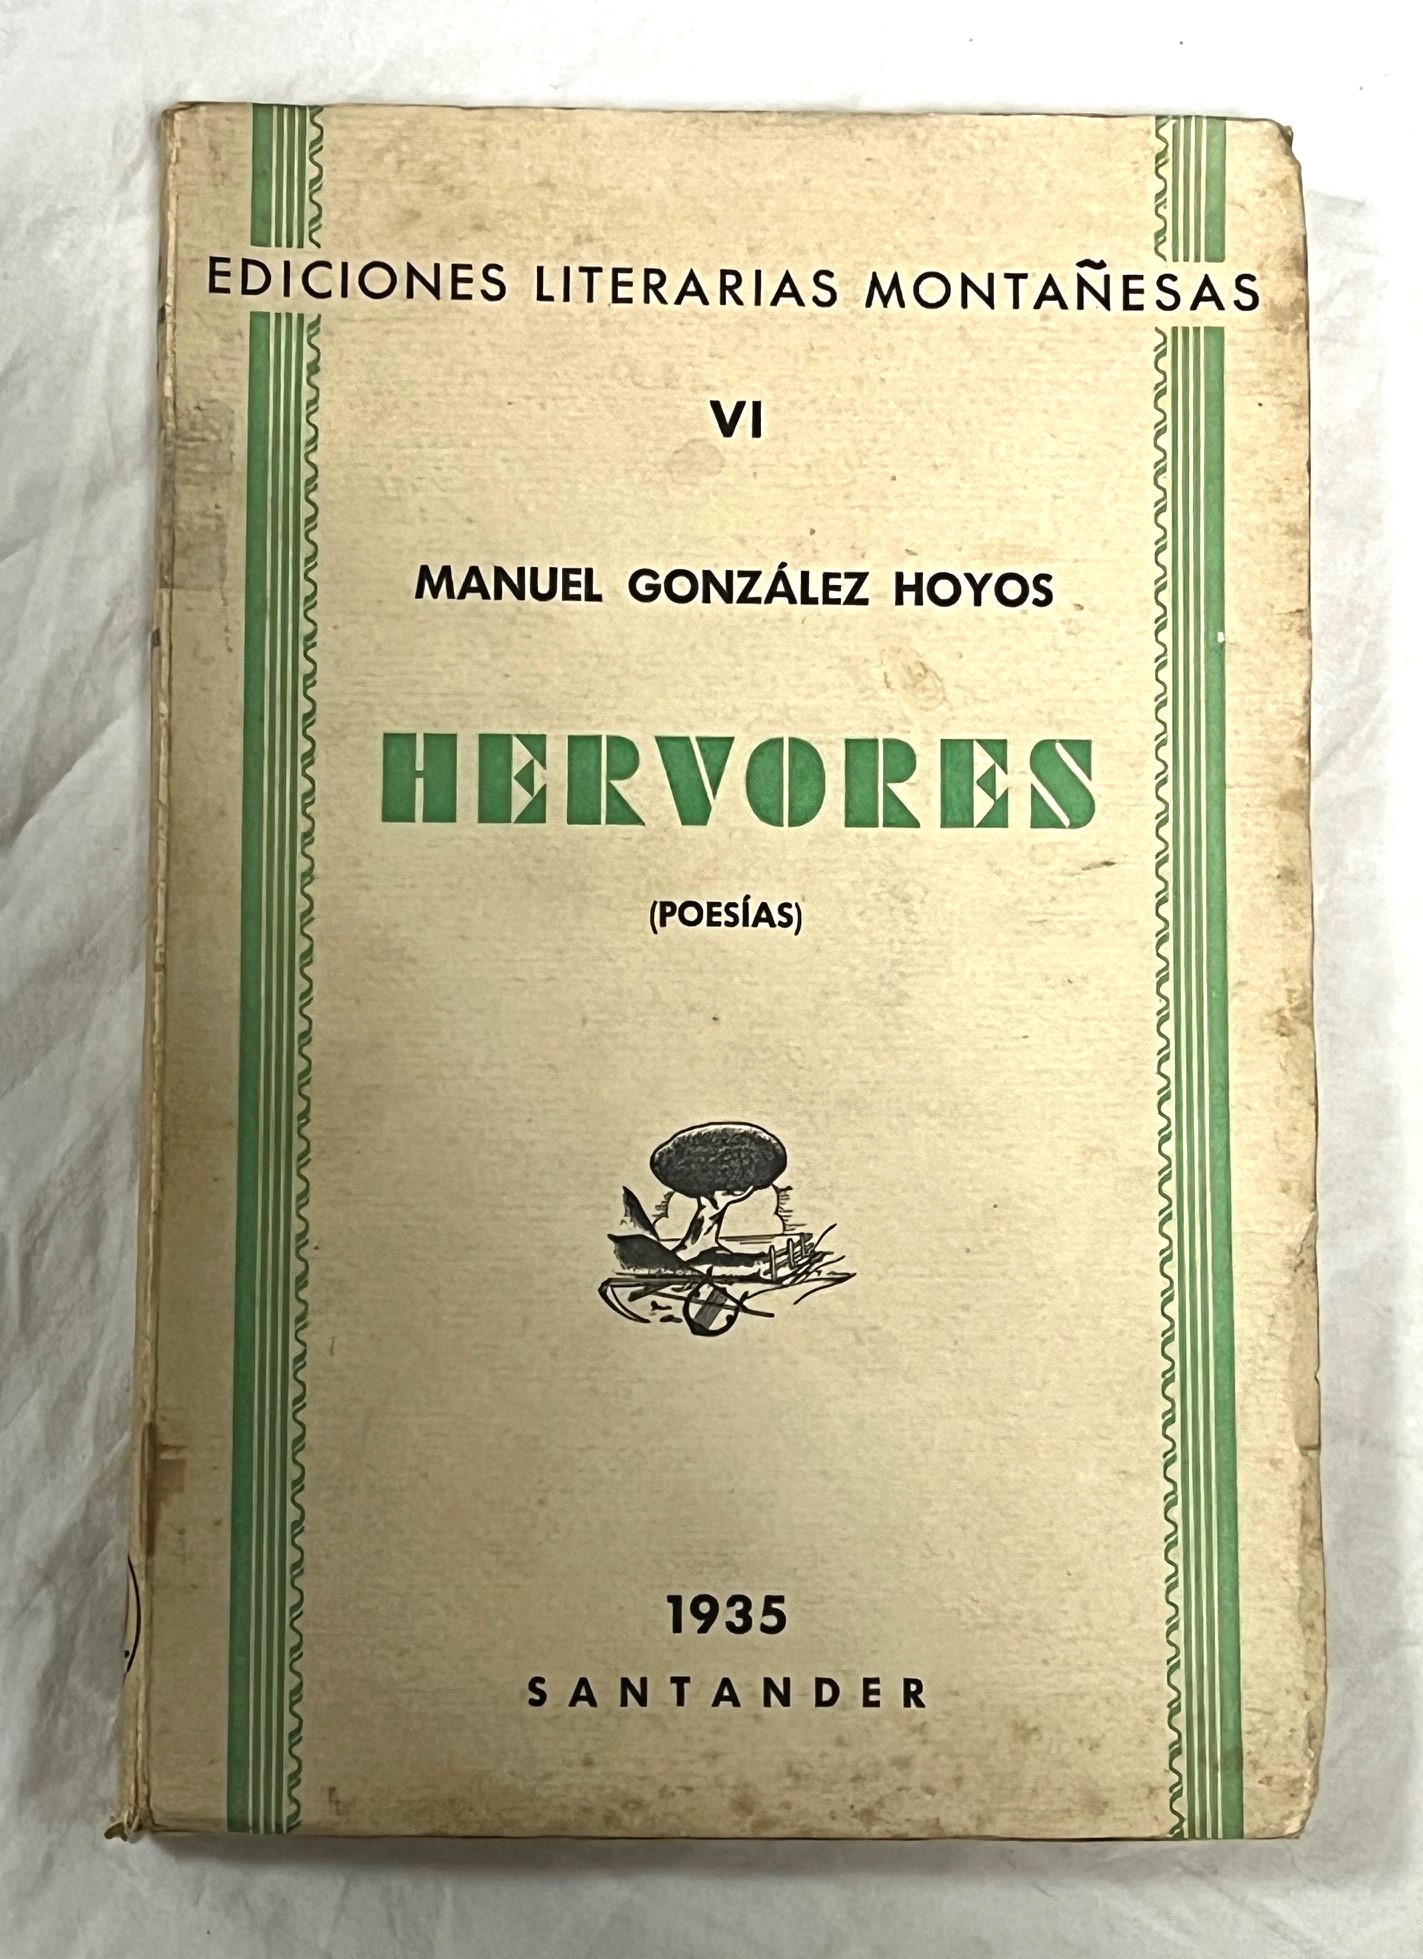 EDICIONES LITERARIAS MONTAÑESAS
VI
MANUEL GONZÁLEZ HOYOS
HERVORES
(POESÍAS)
1935
SANTANDER